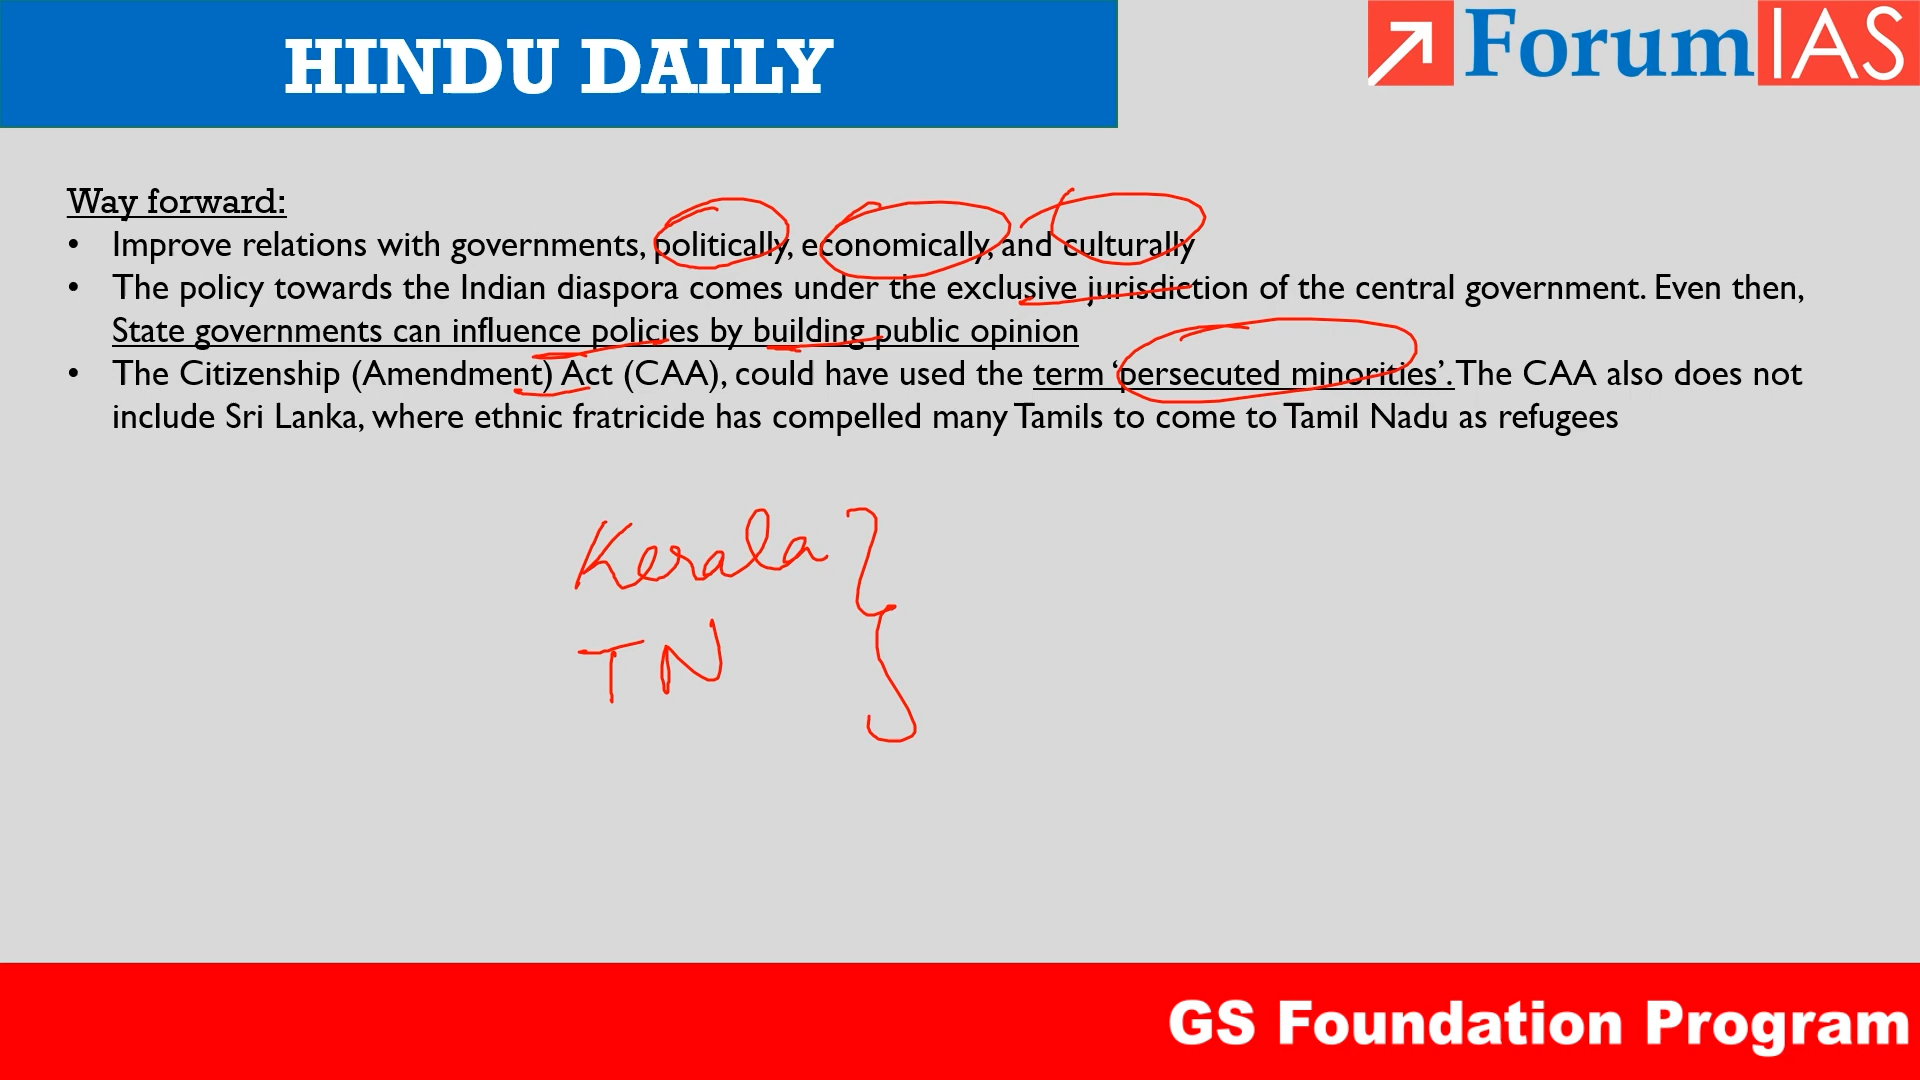 HINDU DAILY
ForumIAS
Way forward:
• Improve relations with governments, politically, economically, and culturally
• The policy towards the Indian diaspora comes under the exclusive jurisdiction of the central government. Even then,
State governments can influence policies by building public opinion
• The Citizenship (Amendment) Act (CAA), could have used the term ‘persecuted minorities’. The CAA also does not
include Sri Lanka, where ethnic fratricide has compelled many Tamils to come to Tamil Nadu as refugees
Kerala
TN
GS Foundation Program